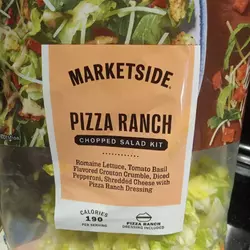 MARKETSIDE.
PIZZA RANCH
CHOPPED SALAD KIT
Romaine Lettuce, Tomato Basil
Flavored Crouton Crumble, Diced
Pepperoni, Shredded Cheese with
Pizza Ranch Dressing
CALORIES
190
PER SERVING
PIZZA RANCH
DRESSING INCLUDED